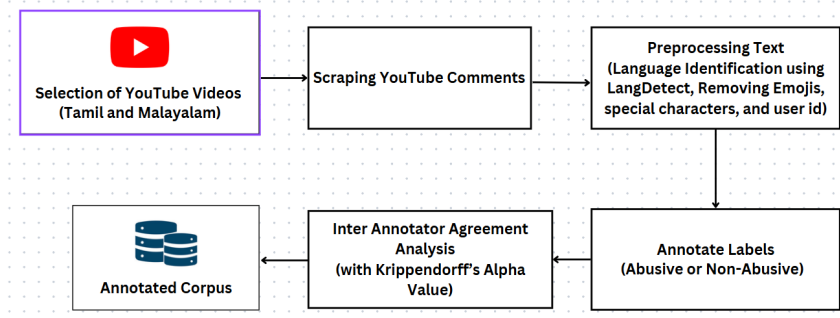 Selection of YouTube Videos
(Tamil and Malayalam)
Scraping YouTube Comments
Preprocessing Text
(Language Identification using
LangDetect, Removing Emojis,
special characters, and user id)
Annotate Labels
(Abusive or Non-Abusive)
Inter Annotator Agreement
Analysis
(with Krippendorff's Alpha
Value)
Annotated Corpus